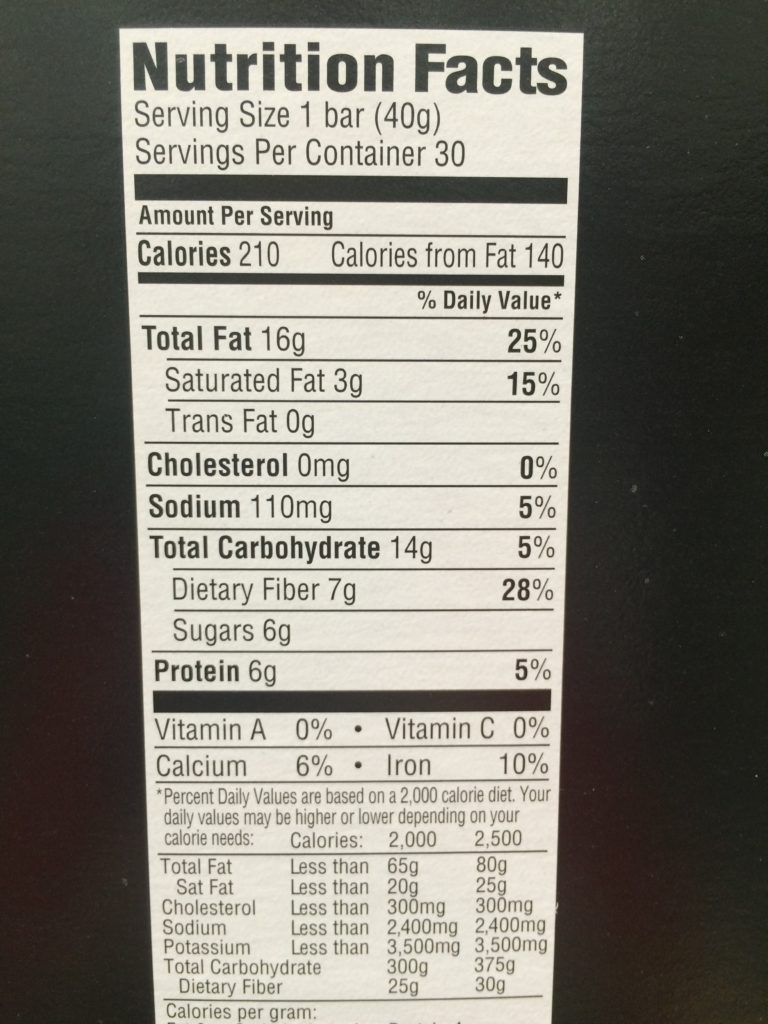 Nutrition Facts
Serving Size 1 bar (40g)
Servings Per Container 30
Amount Per Serving
Calories 210 Calories from Fat 140
% Daily Value*
Total Fat 16g 25%
Saturated Fat 3g 15%
Trans Fat 0g
Cholesterol 0mg 0%
Sodium 110mg 5%
Total Carbohydrate 14g 5%
Dietary Fiber 7g 28%
Sugars 6g
Protein 6g 5%
Vitamin A 0% • Vitamin C 0%
Calcium 6% • Iron 10%
*Percent Daily Values are based on a 2,000 calorie diet. Your
daily values may be higher or lower depending on your
calorie needs: Calories: 2,000 2,500
Total Fat Less than 65g 80g
Sat Fat Less than 20g 25g
Cholesterol Less than 300mg 300mg
Sodium Less than 2,400mg 2,400mg
Potassium Less than 3,500mg 3,500mg
Total Carbohydrate 300g 375g
Dietary Fiber 25g 30g
Calories per gram: